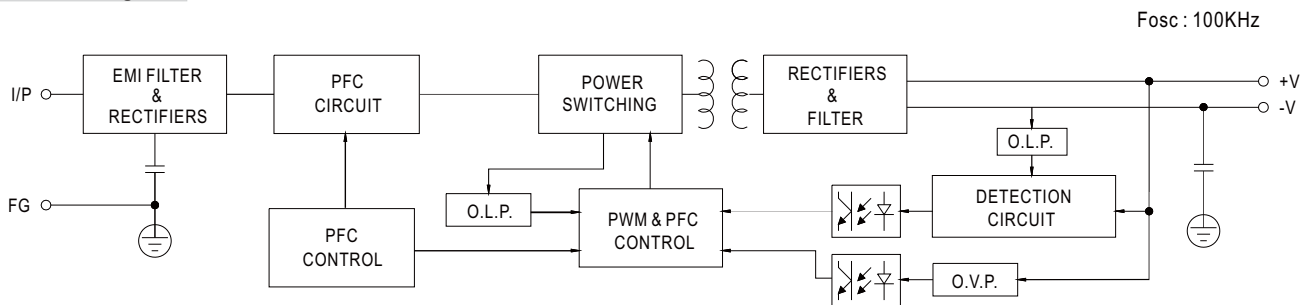 Fosc : 100KHz
I/P
EMI FILTER
&
RECTIFIERS
PFC
CIRCUIT
POWER
SWITCHING
RECTIFIERS
&
FILTER
+V
-V
O.L.P.
FG
O.L.P.
DETECTION
CIRCUIT
PFC
CONTROL
PWM & PFC
CONTROL
O.V.P.